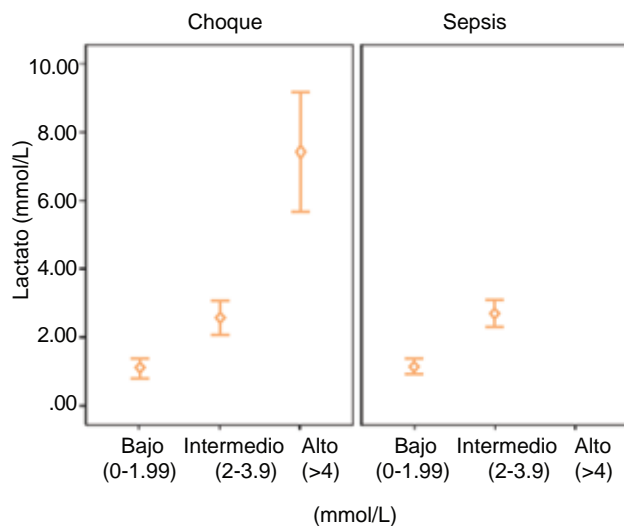 Choque Sepsis
Lactato (mmol/L)
10.00
8.00
6.00
4.00
2.00
.00
Bajo Intermedio Alto Bajo Intermedio Alto
(0-1.99) (2-3.9) (>4) (0-1.99) (2-3.9) (>4)
(mmol/L)